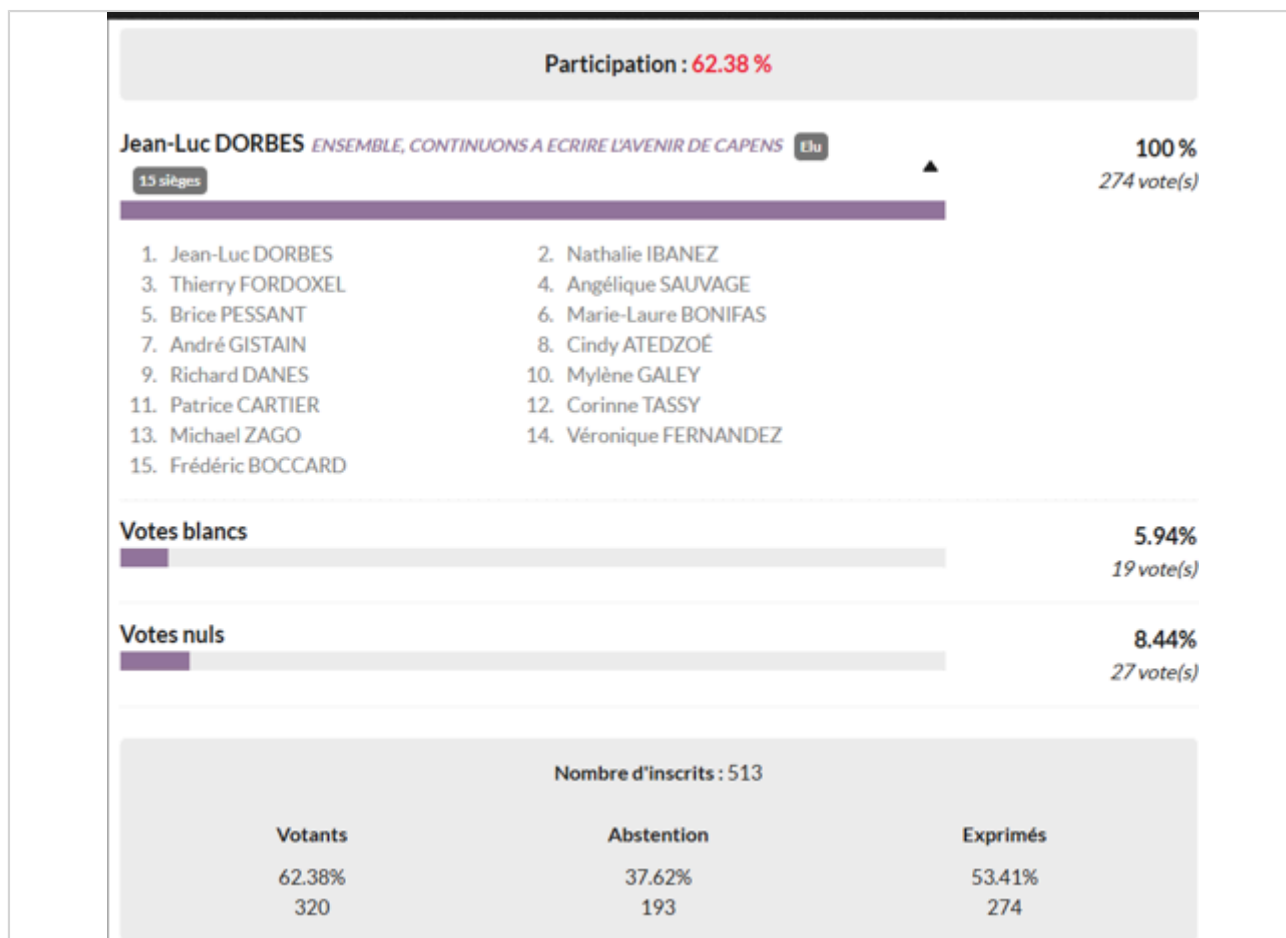 Participation : 62.38 %
Jean-Luc DORBES ENSEMBLE, CONTINUONS A ECRIRE L'AVENIR DE CAPENS Elu
15 sièges
100 %
274 vote(s)
1. Jean-Luc DORBES 2. Nathalie IBANEZ
3. Thierry FORDOXEL 4. Angélique SAUVAGE
5. Brice PESSANT 6. Marie-Laure BONIFAS
7. André GISTAIN 8. Cindy ATEDZOÉ
9. Richard DANES 10. Mylène GALEY
11. Patrice CARTIER 12. Corinne TASSY
13. Michael ZAGO 14. Véronique FERNANDEZ
15. Frédéric BOCCARD
Votes blancs 5.94%
19 vote(s)
Votes nuls 8.44%
27 vote(s)
Nombre d'inscrits : 513
Votants Abstention Exprimés
62.38% 37.62% 53.41%
320 193 274